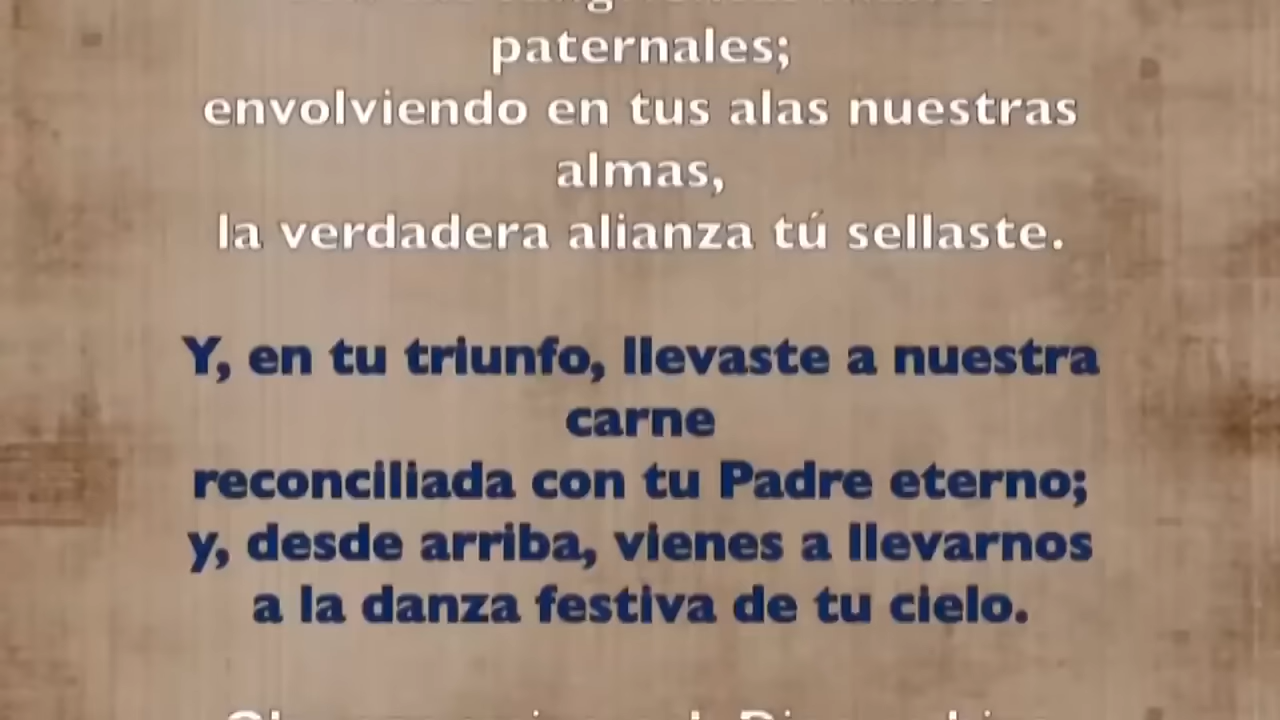 paternales;
envolviendo en tus alas nuestras
almas,
la verdadera alianza tú sellaste.
Y, en tu triunfo, llevaste a nuestra
carne
reconciliada con tu Padre eterno;
y, desde arriba, vienes a llevarnos
a la danza festiva de tu cielo.